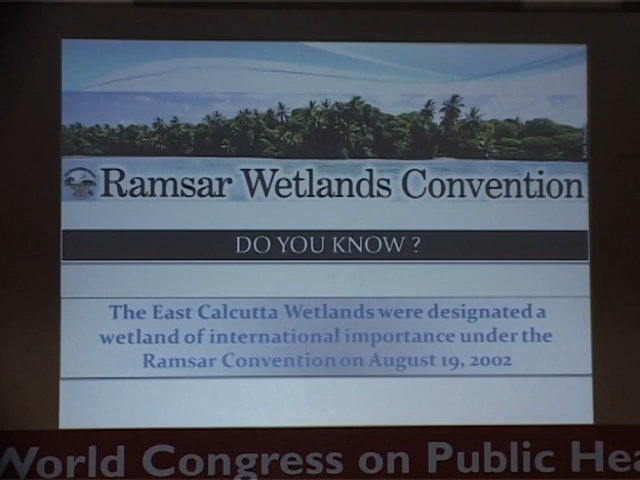 Ramsar Wetlands Convention
DO YOU KNOW ?
The East Calcutta Wetlands were designated a
wetland of international importance under the
Ramsar Convention on August 19, 2002
World Congress on Public Hea